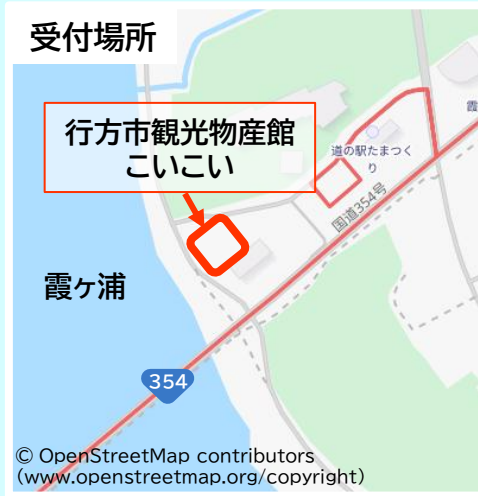 受付場所
行方市観光物産館
こいこい
道の駅たまつく
り
霞
国道354号
霞ヶ浦
354
© OpenStreetMap contributors
(www.openstreetmap.org/copyright)